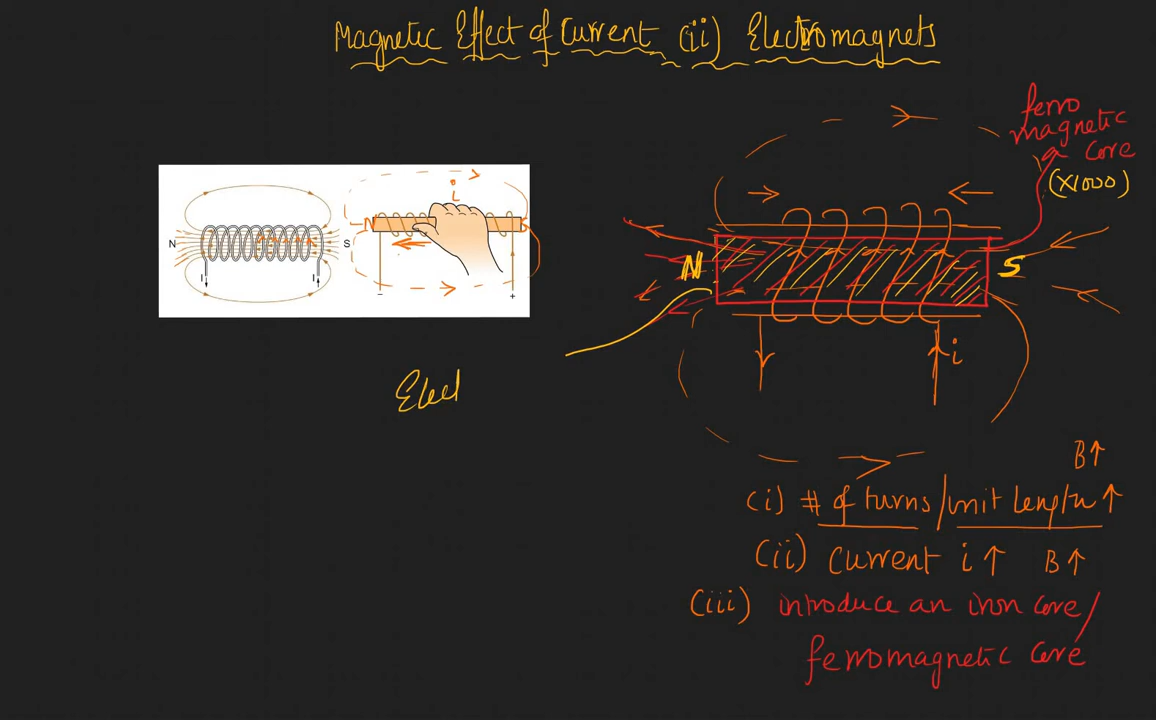 Magnetic Effect of Current (ii) Electromagnets
ferro
magnetic
core
(X1000)
N
S
I
I
N
i
S
-
+
N
S
i
Elect
B↑
(i) # of turns/unit length ↑
(ii) Current i ↑ B↑
(iii) introduce an iron core/
ferromagnetic core